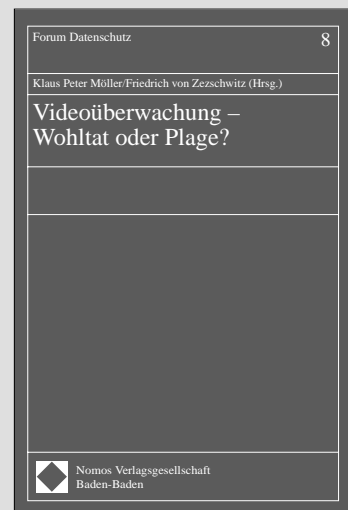 Forum Datenschutz 8
Klaus Peter Möller/Friedrich von Zezschwitz (Hrsg.)
Videoüberwachung –
Wohltat oder Plage?
Nomos Verlagsgesellschaft
Baden-Baden